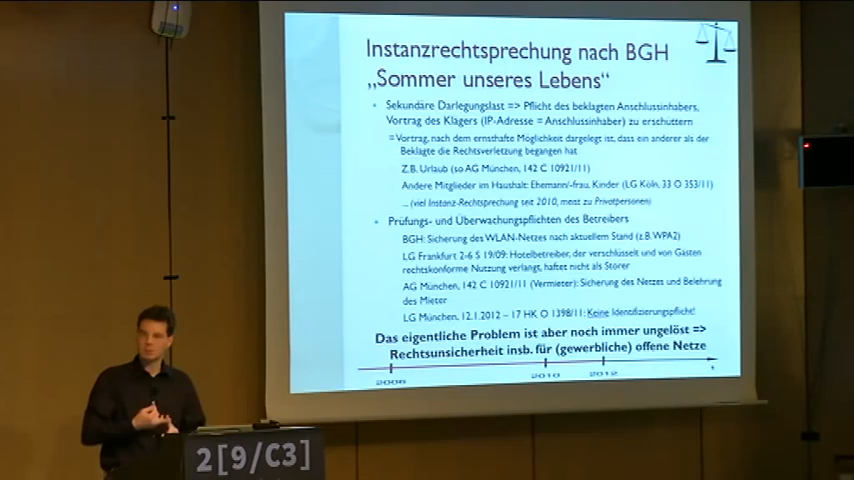 Instanzrechtsprechung nach BGH
„Sommer unseres Lebens“
• Sekundäre Darlegungslast => Pflicht des beklagten Anschlussinhabers,
Vortrag des Klägers (IP-Adresse = Anschlussinhaber) zu erschüttern
= Vortrag, nach dem ernsthafte Möglichkeit dargelegt ist, dass ein anderer als der
Beklagte die Rechtsverletzung begangen hat
Z.B. Urlaub (so AG München, 142 C 10921/11)
Andere Mitglieder im Haushalt: Ehemann/-frau, Kinder (LG Köln, 33 O 353/11)
... (viel Instanz-Rechtsprechung seit 2010, meist zu Privatpersonen)
• Prüfungs- und Überwachungspflichten des Betreibers
BGH: Sicherung des WLAN-Netzes nach aktuellem Stand (z.B. WPA2)
LG Frankfurt 2-6 S 19/09: Hotelbetreiber, der verschlüsselt und von Gästen
rechtskonforme Nutzung verlangt, haftet nicht als Störer
AG München, 142 C 10921/11 (Vermieter): Sicherung des Netzes und Belehrung
des Mieter
LG München, 12.1.2012 – 17 HK O 1398/11: Keine Identifizierungspflicht!
Das eigentliche Problem ist aber noch immer ungelöst =>
Rechtsunsicherheit insb. für (gewerbliche) offene Netze
2006 2010 2012
2[9/C3]